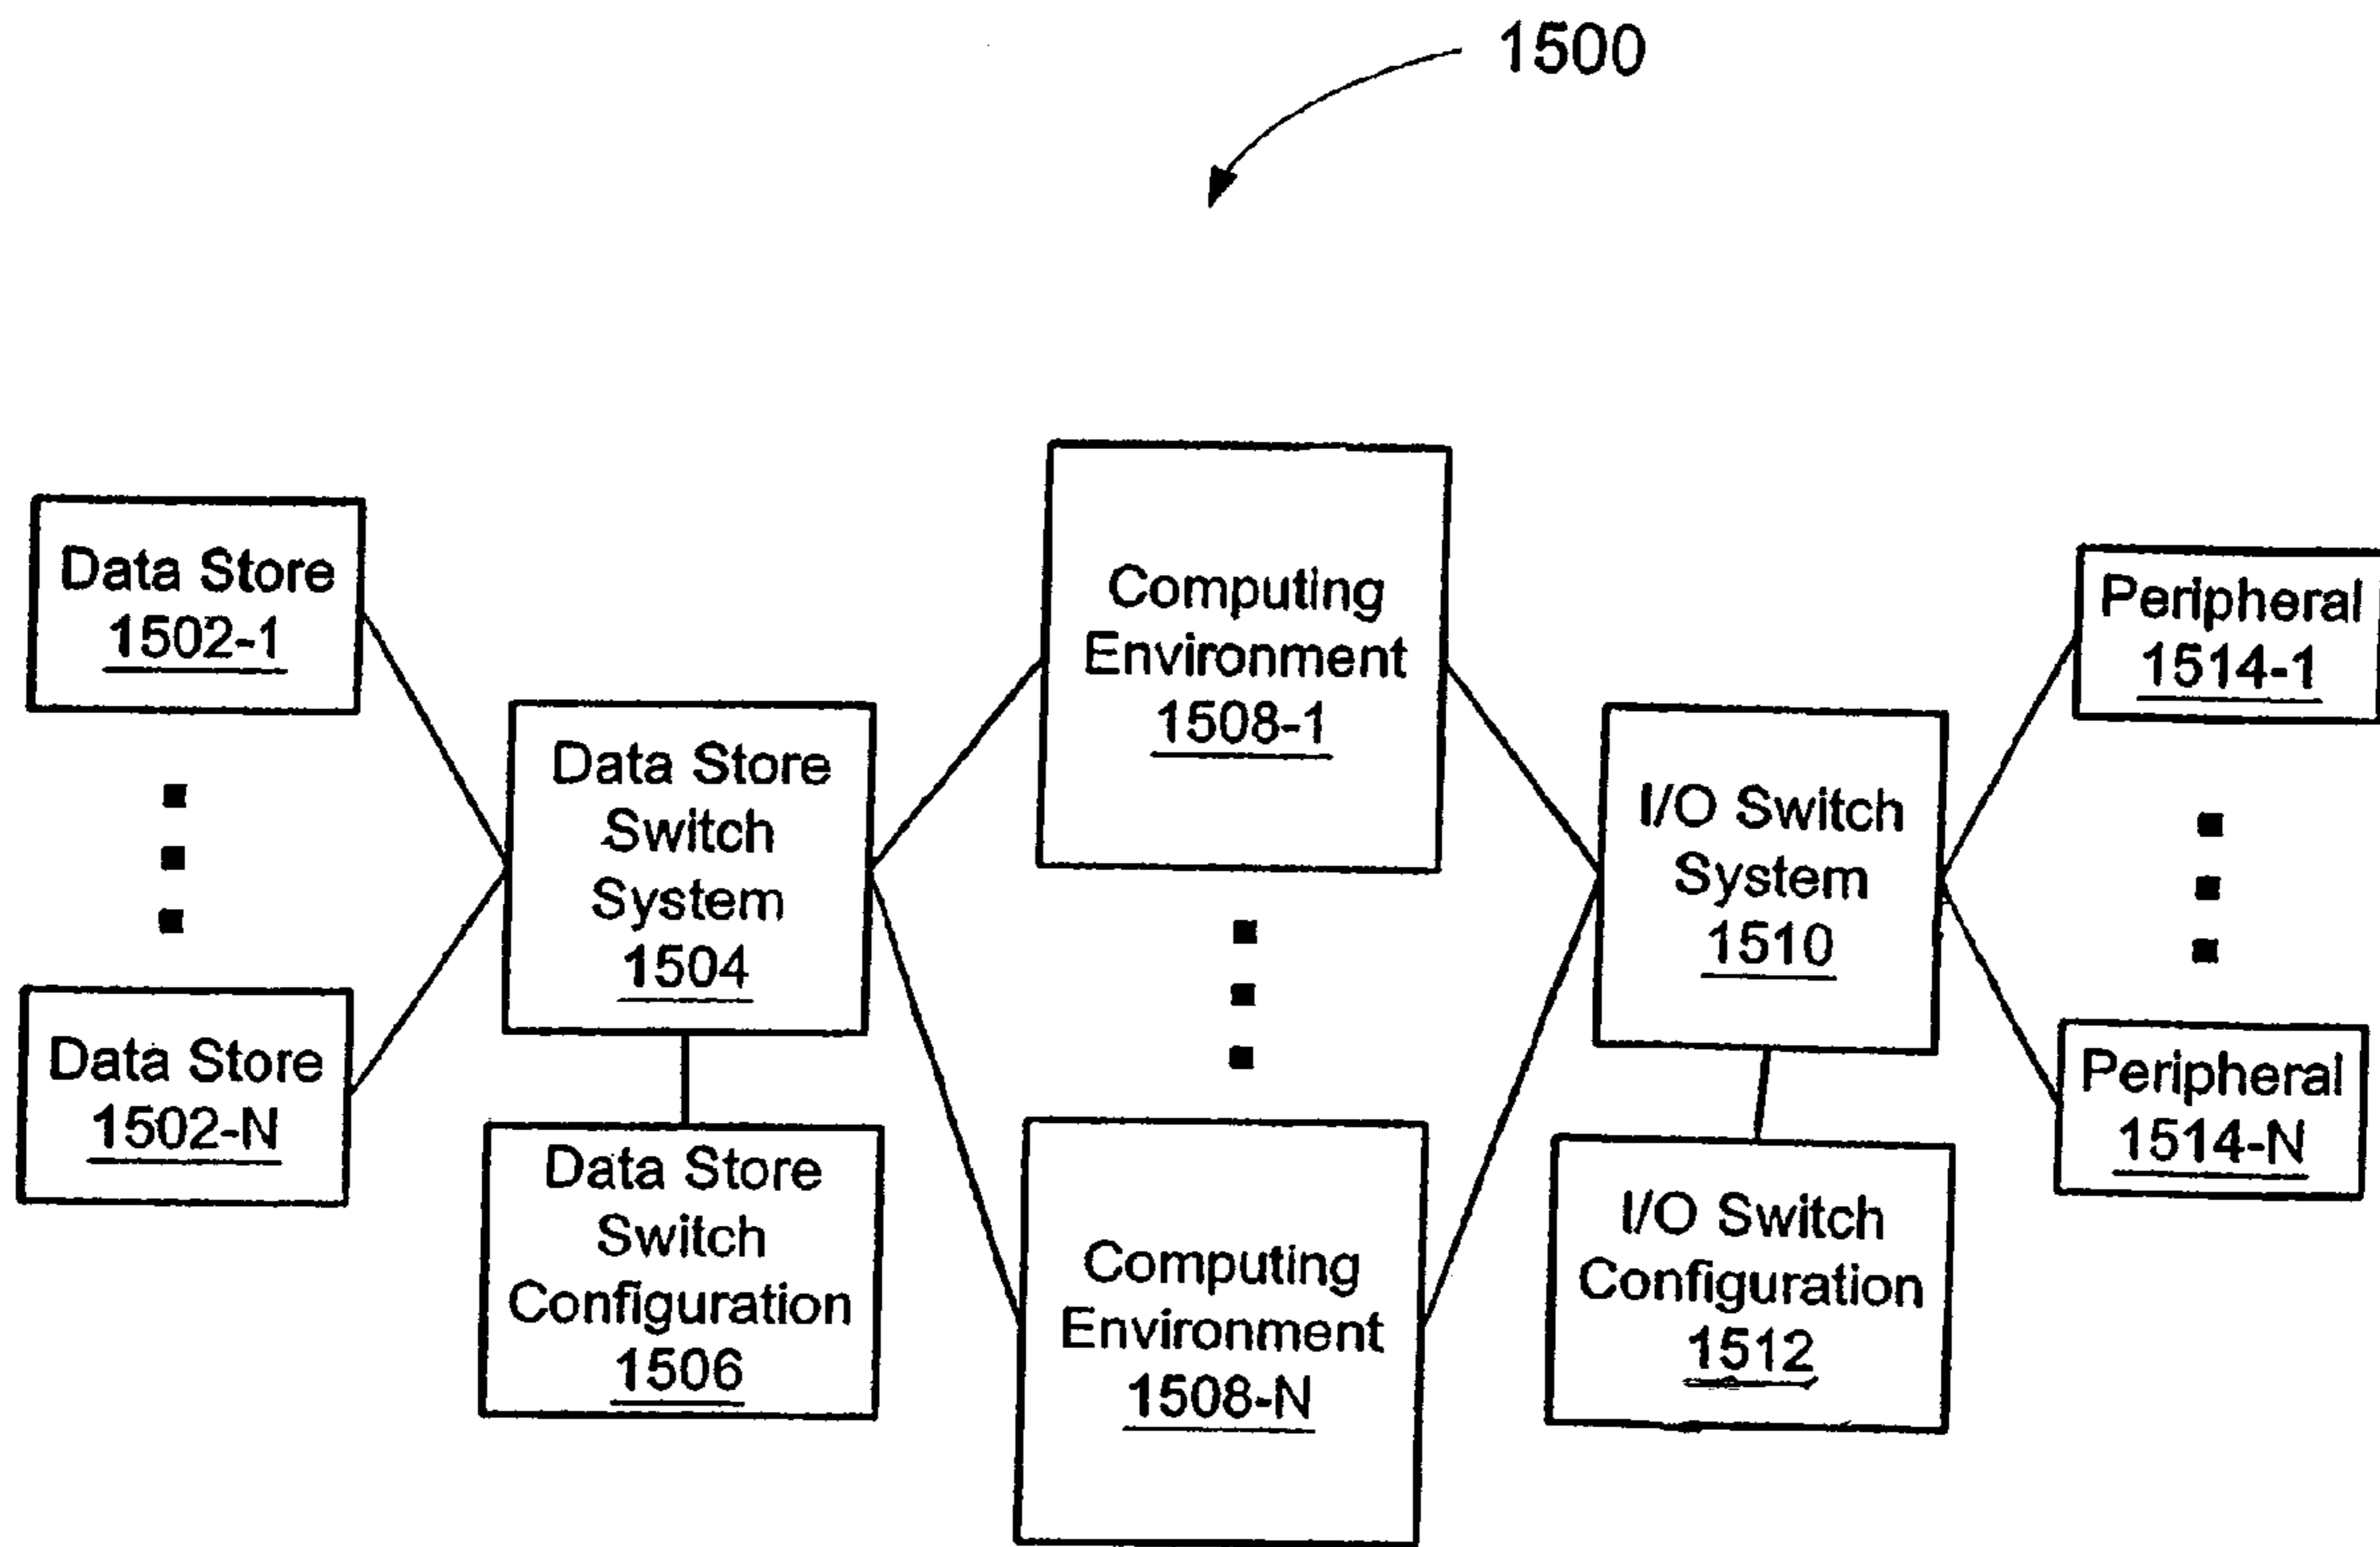 1500
Data Store
1502-1
Data Store
1502-N
Data Store
Switch
System
1504
Data Store
Switch
Configuration
1506
Computing
Environment
1508-1
Computing
Environment
1508-N
I/O Switch
System
1510
I/O Switch
Configuration
1512
Peripheral
1514-1
Peripheral
1514-N